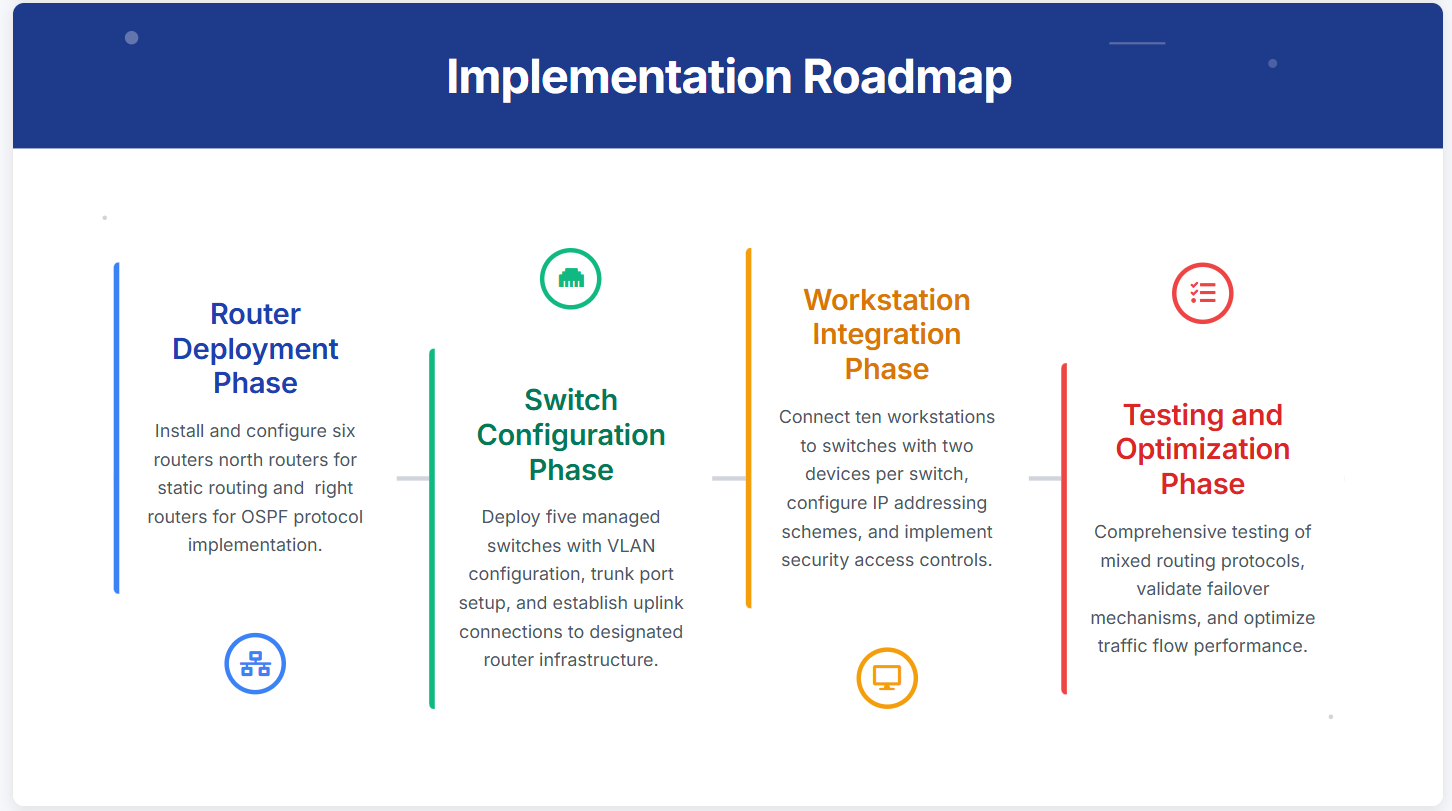 Implementation Roadmap
Router
Deployment
Phase
Install and configure six
routers north routers for
static routing and  right
routers for OSPF protocol
implementation.
Switch
Configuration
Phase
Deploy five managed
switches with VLAN
configuration, trunk port
setup, and establish uplink
connections to designated
router infrastructure.
Workstation
Integration
Phase
Connect ten workstations
to switches with two
devices per switch,
configure IP addressing
schemes, and implement
security access controls.
Testing and
Optimization
Phase
Comprehensive testing of
mixed routing protocols,
validate failover
mechanisms, and optimize
traffic flow performance.